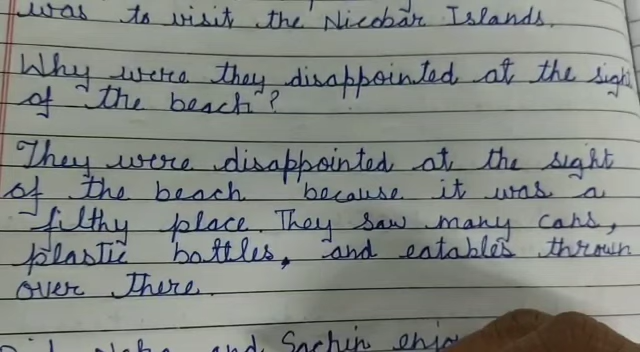 was to visit the Nicobar Islands.
Why were they disappointed at the sight
of the beach?
They were disappointed at the sight
of the beach because it was a
filthy place. They saw many cans,
plastic bottles, and eatables thrown
over there.
and Sachin